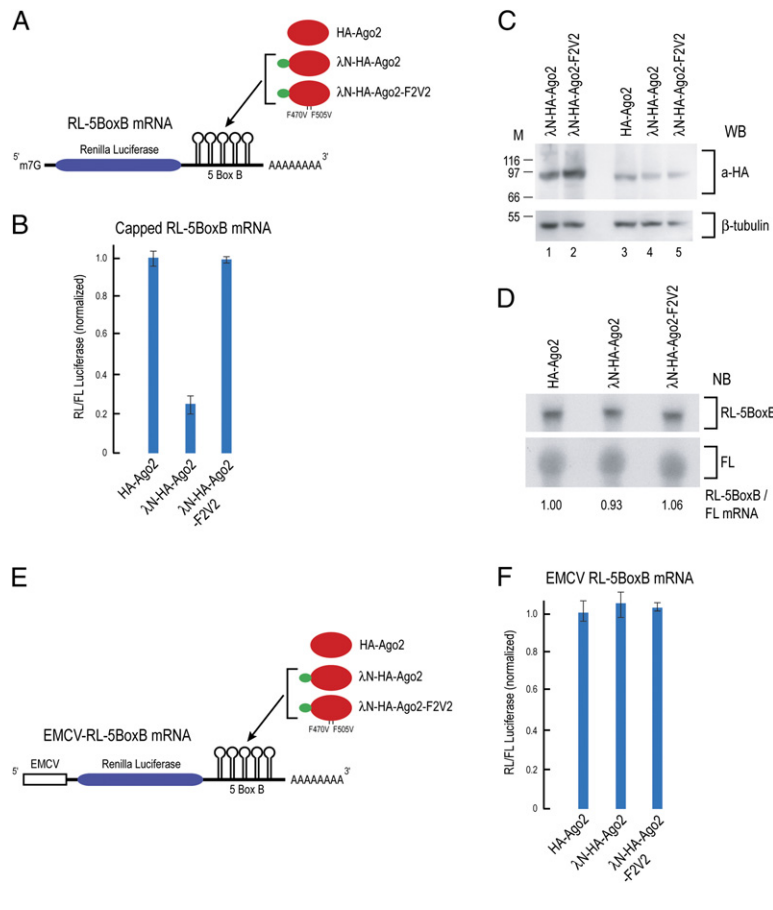 A
HA-Ago2
λN-HA-Ago2
λN-HA-Ago2-F2V2
F470V F505V
RL-5BoxB mRNA
5' m7G
Renilla Luciferase
5 Box B
AAAAAAAA 3'
B
Capped RL-5BoxB mRNA
RL/FL Luciferase (normalized)
1.0
0.8
0.6
0.4
0.2
0
HA-Ago2
λN-HA-Ago2
λN-HA-Ago2
-F2V2
C
λN-HA-Ago2
λN-HA-Ago2-F2V2
HA-Ago2
λN-HA-Ago2
λN-HA-Ago2-F2V2
M
WB
116
97
66
a-HA
55
β-tubulin
1 2 3 4 5
D
HA-Ago2
λN-HA-Ago2
λN-HA-Ago2-F2V2
NB
RL-5BoxB
FL
1.00 0.93 1.06
RL-5BoxB /
FL mRNA
E
HA-Ago2
λN-HA-Ago2
λN-HA-Ago2-F2V2
F470V F505V
EMCV-RL-5BoxB mRNA
5'
EMCV
Renilla Luciferase
5 Box B
AAAAAAAA 3'
F
EMCV RL-5BoxB mRNA
RL/FL Luciferase (normalized)
1.0
0.8
0.6
0.4
0.2
0
HA-Ago2
λN-HA-Ago2
λN-HA-Ago2
-F2V2